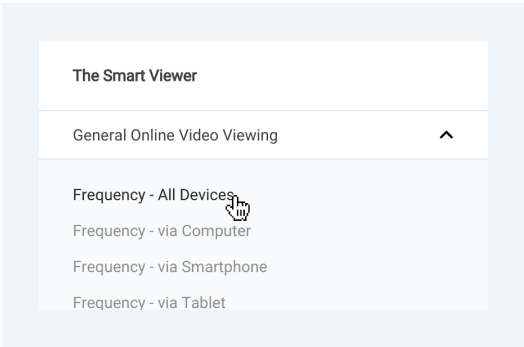 The Smart Viewer
General Online Video Viewing
Frequency - All Devices
Frequency - via Computer
Frequency - via Smartphone
Frequency - via Tablet